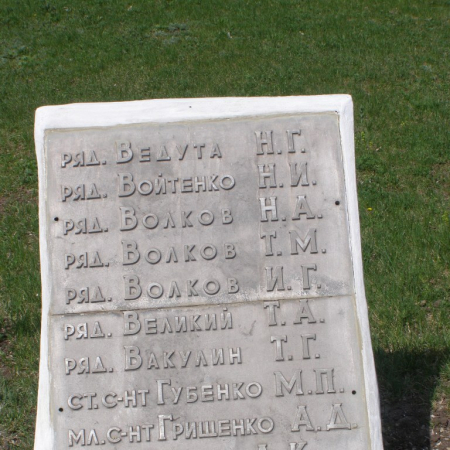 ряд. Ведута Н.Г.
ряд. Войтенко Н.И.
ряд. Волков Н.А.
ряд. Волков Т.М.
ряд. Волков И.Г.
ряд. Великий Т.А.
ряд. Вакулин Т.Г.
ст. с-нт Губенко М.П.
мл. с-нт Грищенко А.Д.